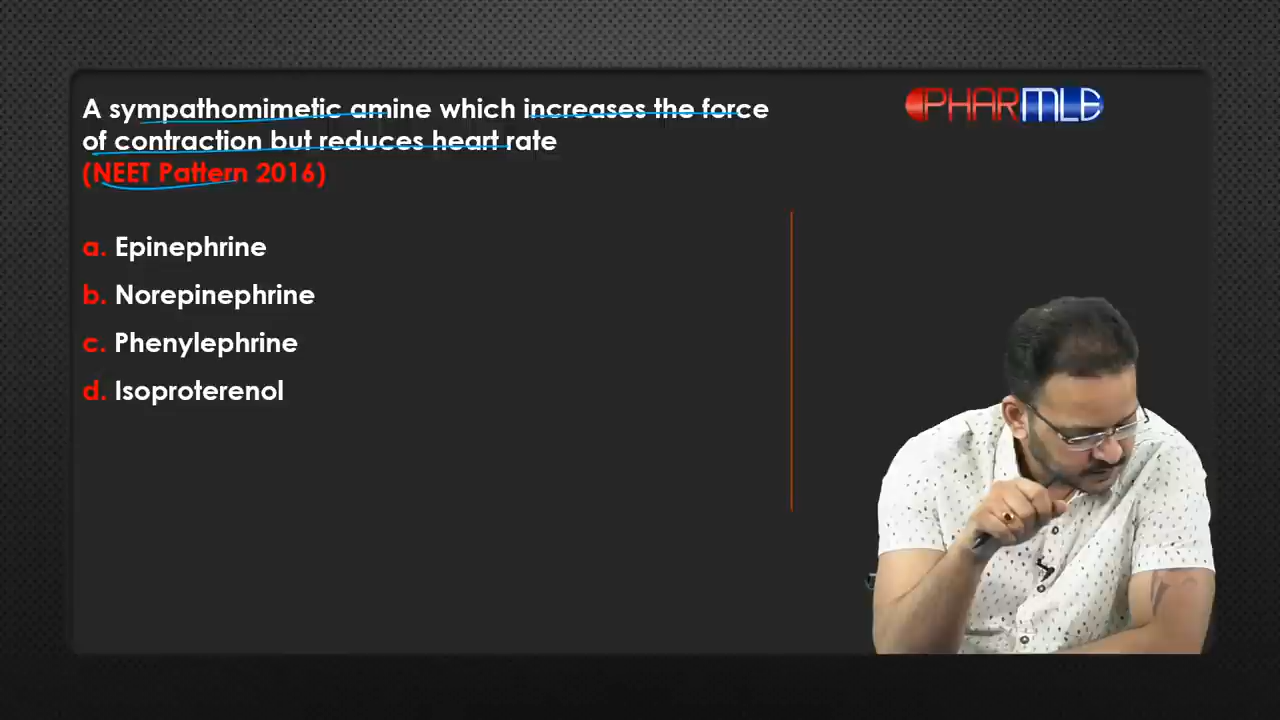 A sympathomimetic amine which increases the force
of contraction but reduces heart rate
(NEET Pattern 2016)
PHARMLE
a. Epinephrine
b. Norepinephrine
c. Phenylephrine
d. Isoproterenol